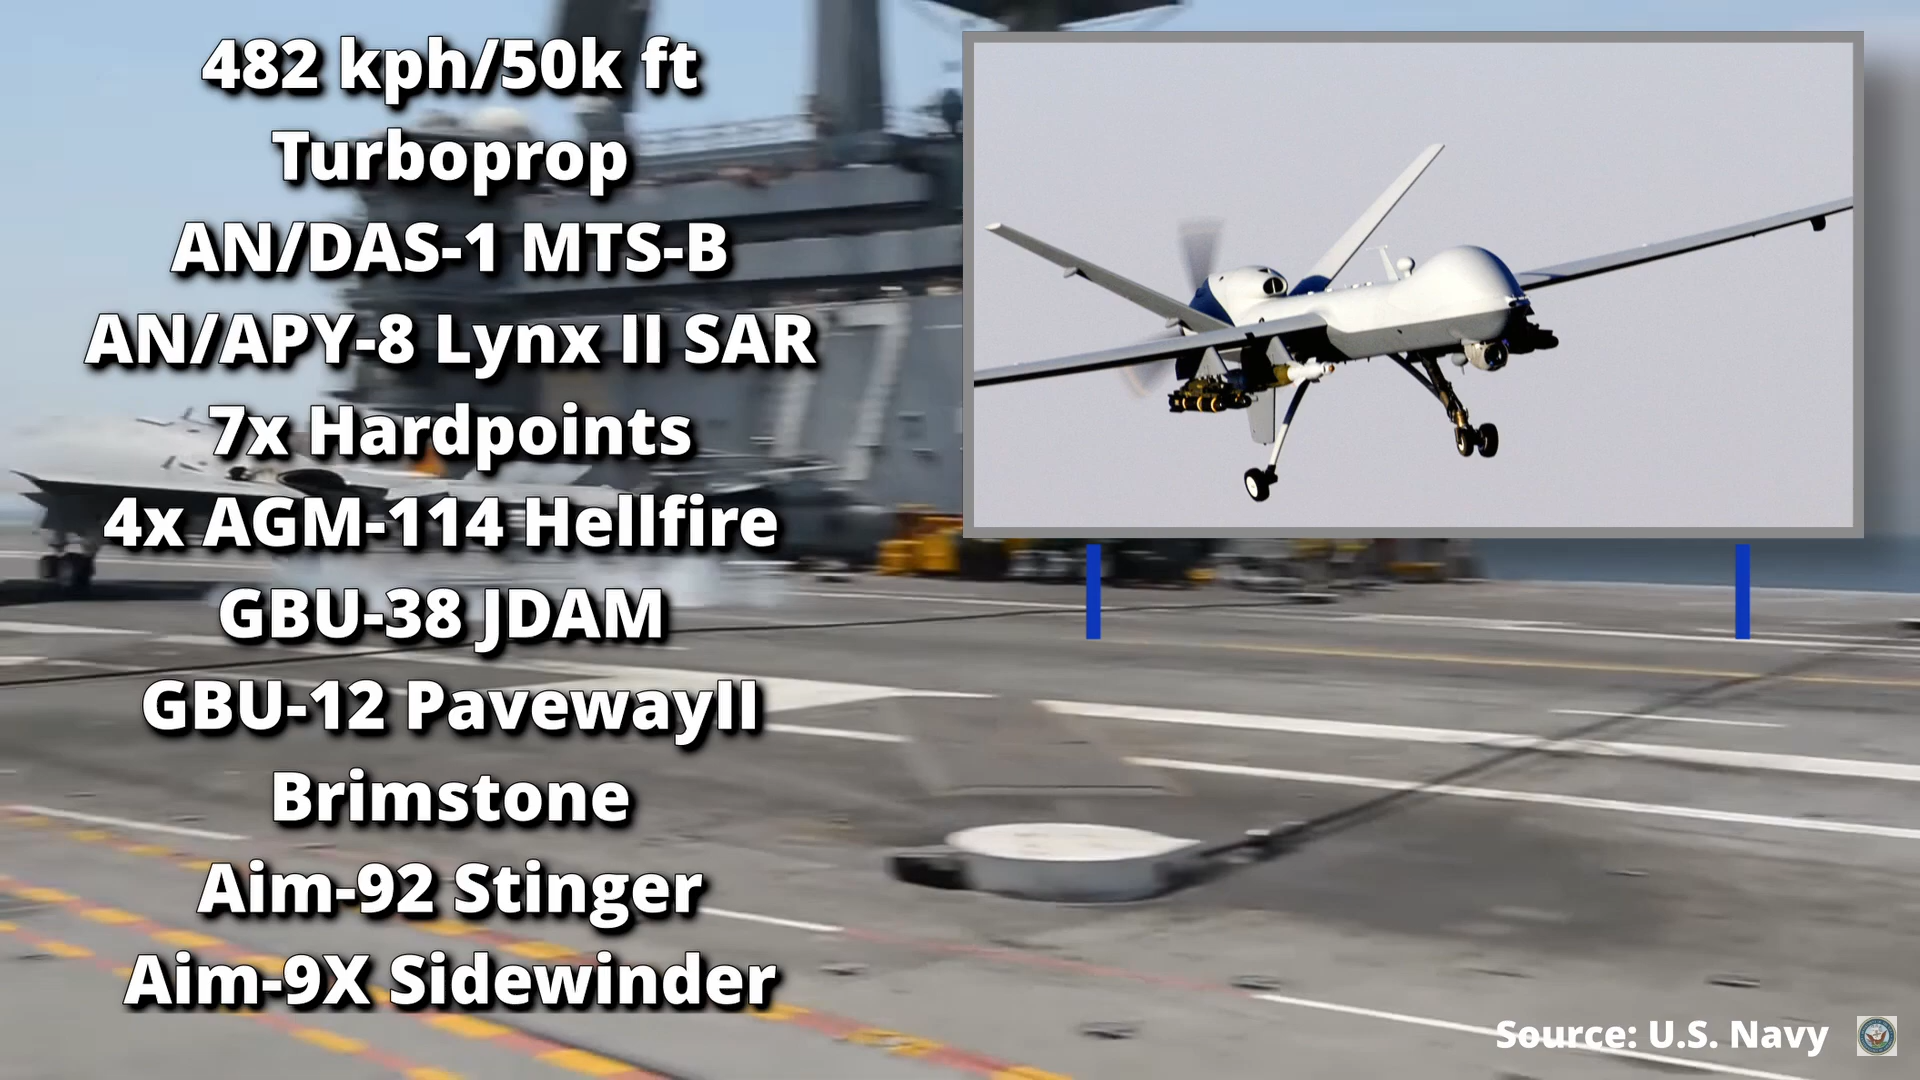 482 kph/50k ft
Turboprop
AN/DAS-1 MTS-B
AN/APY-8 Lynx II SAR
7x Hardpoints
4x AGM-114 Hellfire
GBU-38 JDAM
GBU-12 PavewayII
Brimstone
Aim-92 Stinger
Aim-9X Sidewinder
Source: U.S. Navy